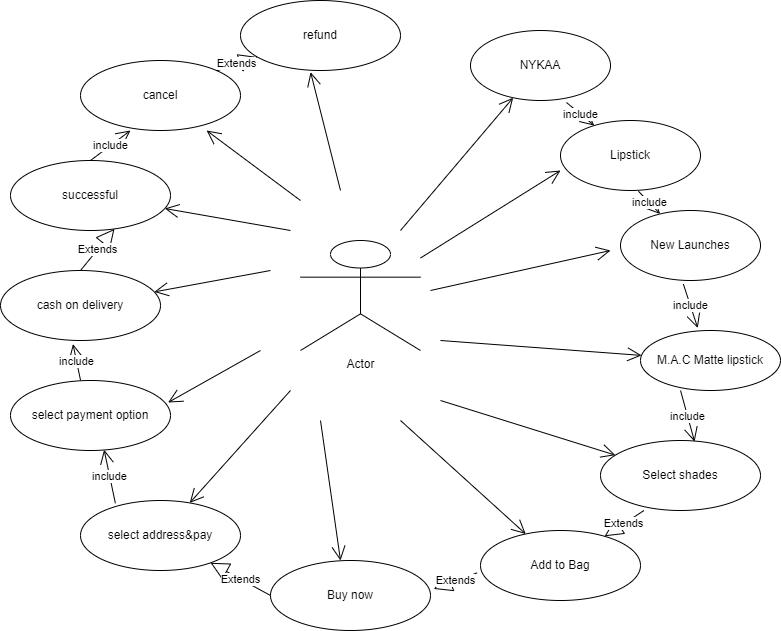 refund
Extends
cancel
include
successful
Extends
cash on delivery
include
select payment option
include
select address&pay
Extends
Buy now
Extends
Add to Bag
Extends
Select shades
include
M.A.C Matte lipstick
include
New Launches
include
Lipstick
include
NYKAA
Actor